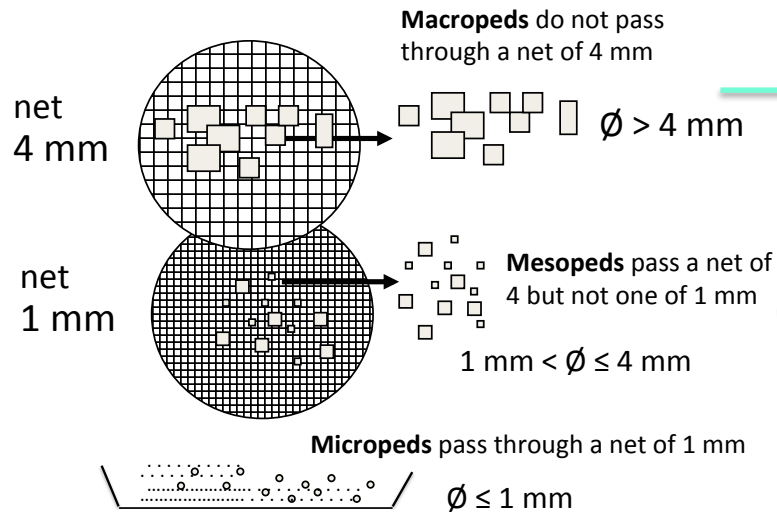 Macropeds do not pass
through a net of 4 mm
net
4 mm
Ø > 4 mm
net
1 mm
Mesopeds pass a net of
4 but not one of 1 mm
1 mm < Ø ≤ 4 mm
Micropeds pass through a net of 1 mm
Ø ≤ 1 mm